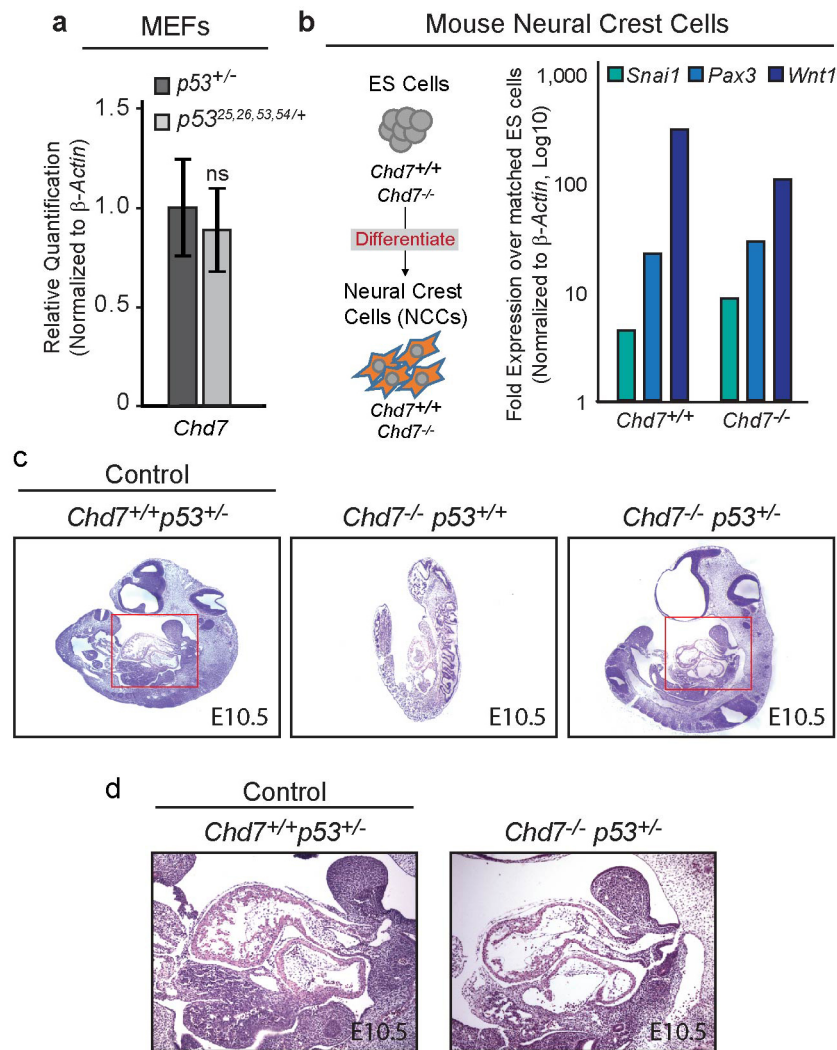 a MEFs
p53+/-
p5325,26,53,54/+
Relative Quantification
(Normalized to β-Actin)
1.5
1.0
0.5
0
ns
Chd7
b Mouse Neural Crest Cells
ES Cells
Chd7+/+
Chd7-/-
Differentiate
Neural Crest
Cells (NCCs)
Chd7+/+
Chd7-/-
Fold Expression over matched ES cells
(Nomralized to β-Actin, Log10)
1,000
100
10
1
Snai1 Pax3 Wnt1
Chd7+/+ Chd7-/-
c
Control
Chd7+/+p53+/- Chd7-/- p53+/+ Chd7-/- p53+/-
E10.5 E10.5 E10.5
d
Control
Chd7+/+p53+/- Chd7-/- p53+/-
E10.5 E10.5